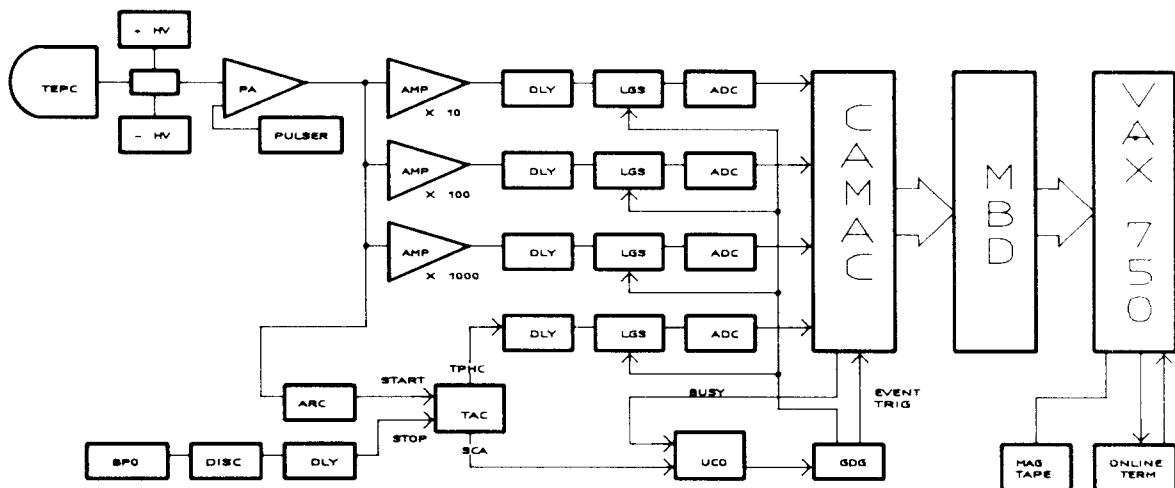 + HV
TEPC
PA
- HV
PULSER
AMP
X 10
DLY
LGS
ADC
AMP
X 100
DLY
LGS
ADC
AMP
X 1000
DLY
LGS
ADC
DLY
LGS
ADC
CAMAC
MBD
VAX 750
TPHC
START
ARC
TAC
STOP
SCA
BPO
DISC
DLY
BUSY
EVENT
TRIG
UCO
GDG
MAG
TAPE
ONLINE
TERM